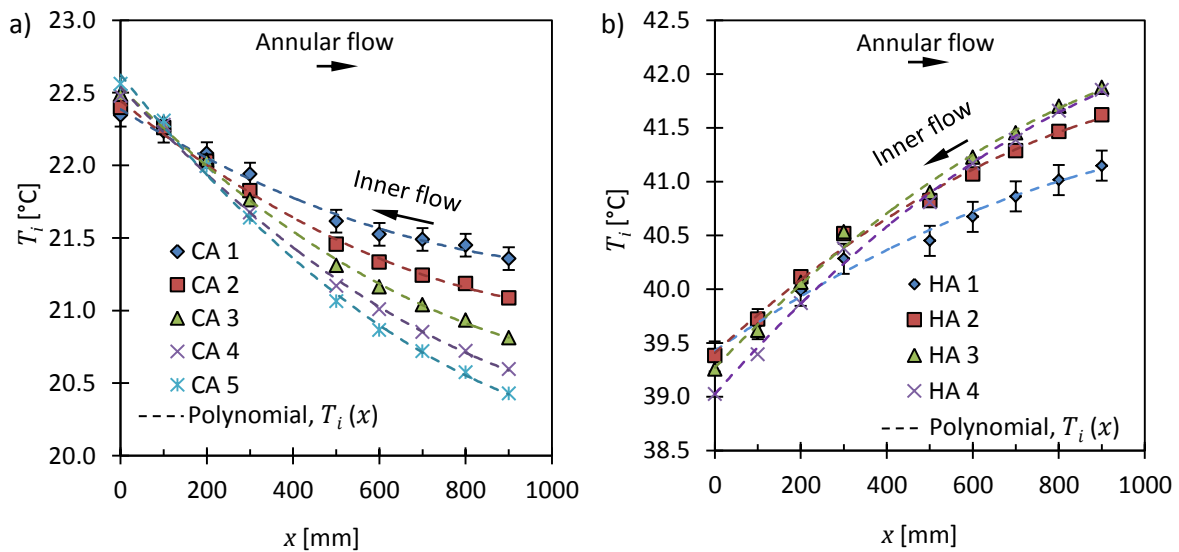 a)
23.0
22.5
22.0
21.5
21.0
20.5
20.0
T_i [°C]
Annular flow
Inner flow
CA 1
CA 2
CA 3
CA 4
CA 5
Polynomial, T_i (x)
0 200 400 600 800 1000
x [mm]
b)
42.5
42.0
41.5
41.0
40.5
40.0
39.5
39.0
38.5
T_i [°C]
Annular flow
Inner flow
HA 1
HA 2
HA 3
HA 4
Polynomial, T_i (x)
0 200 400 600 800 1000
x [mm]